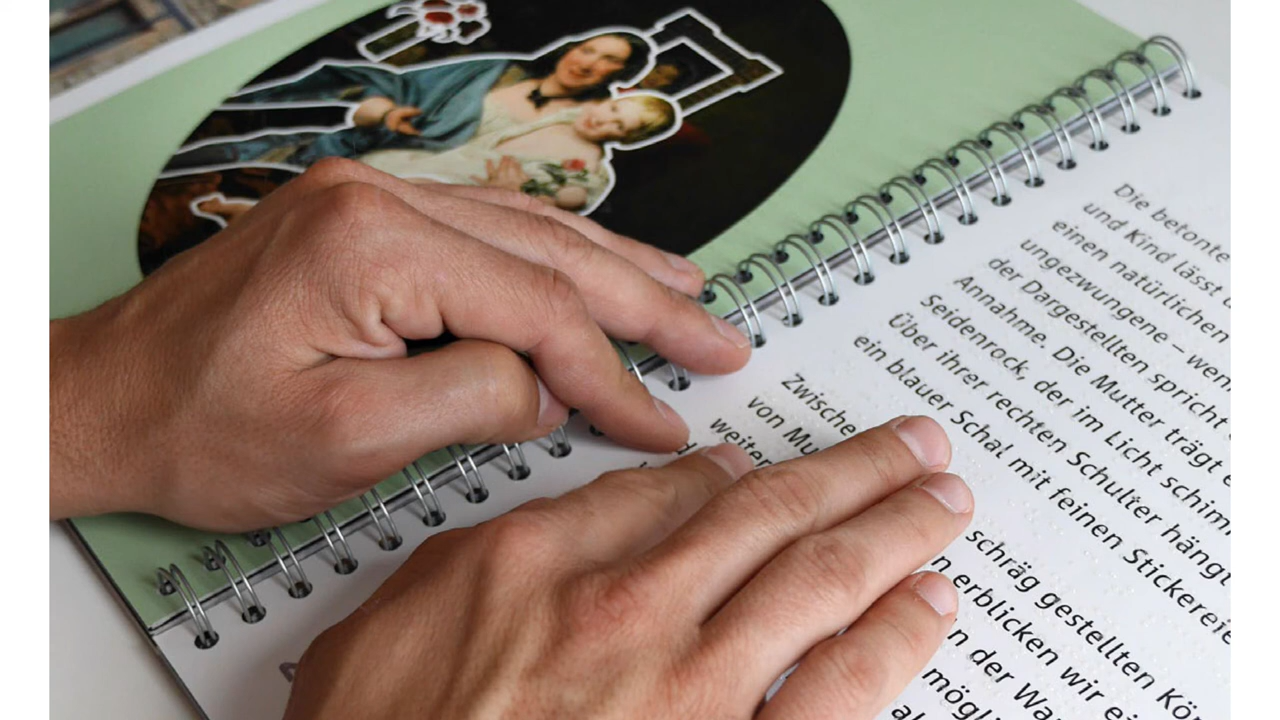 Die betonte
und Kind lässt
einen natürlichen
ungezwungene – wen
der Dargestellten spricht
Annahme. Die Mutter trägt e
Seidenrock, der im Licht schim
Über ihrer rechten Schulter hängt
ein blauer Schal mit feinen Stickereie
Zwische schräg gestellten Kö
von Mu n erblicken wir ei
weiter n der Wa
mögli